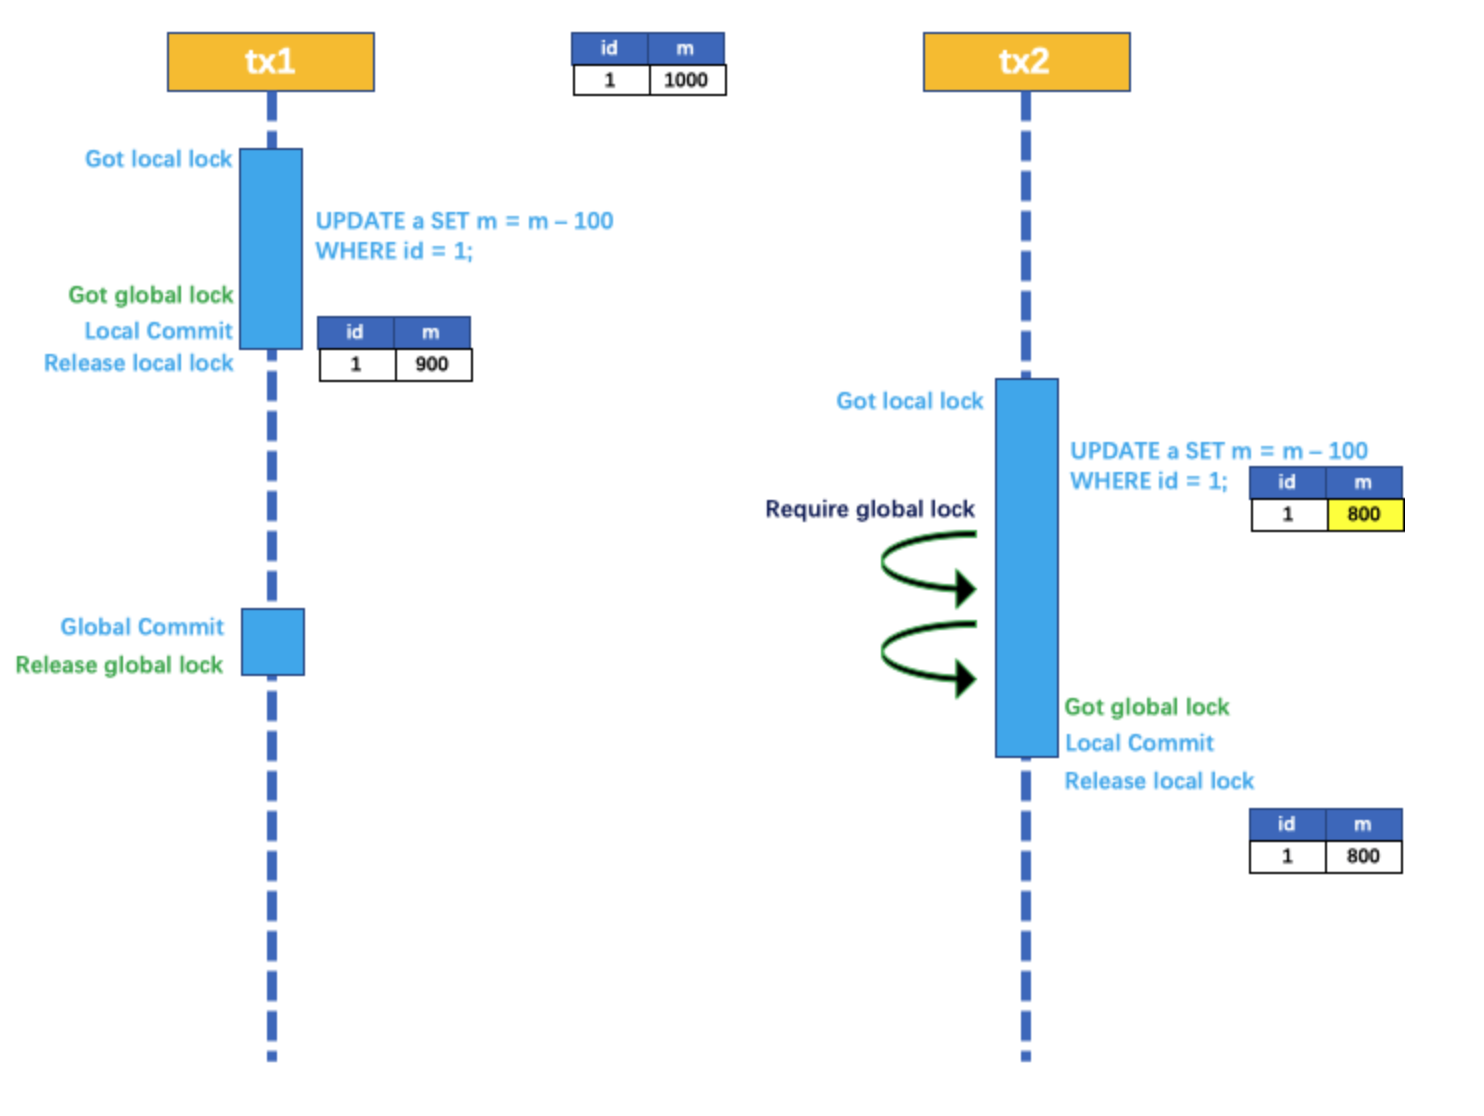 tx1
id m
1 1000
tx2
Got local lock
UPDATE a SET m = m – 100
WHERE id = 1;
Got global lock
Local Commit
Release local lock
id m
1 900
Got local lock
UPDATE a SET m = m – 100
WHERE id = 1;
id m
1 800
Require global lock
Global Commit
Release global lock
Got global lock
Local Commit
Release local lock
id m
1 800